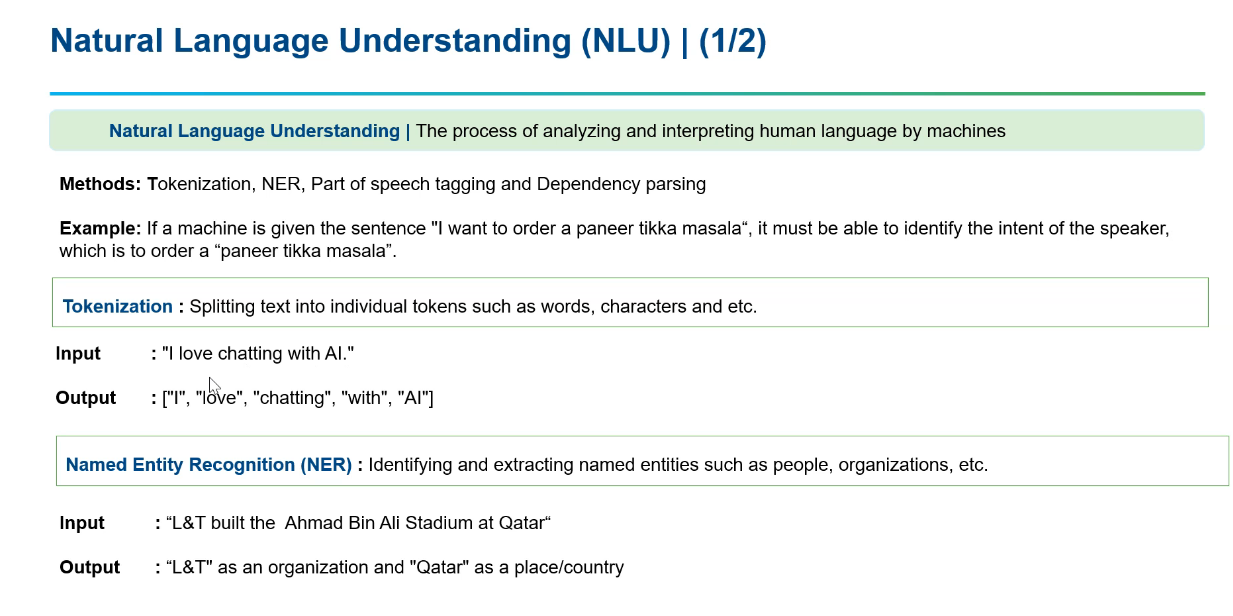 Natural Language Understanding (NLU) | (1/2)
Natural Language Understanding | The process of analyzing and interpreting human language by machines
Methods: Tokenization, NER, Part of speech tagging and Dependency parsing
Example: If a machine is given the sentence "I want to order a paneer tikka masala“, it must be able to identify the intent of the speaker,
which is to order a “paneer tikka masala”.
Tokenization : Splitting text into individual tokens such as words, characters and etc.
Input : "I love chatting with AI."
Output : ["I", "love", "chatting", "with", "AI"]
Named Entity Recognition (NER) : Identifying and extracting named entities such as people, organizations, etc.
Input : “L&T built the  Ahmad Bin Ali Stadium at Qatar“
Output : “L&T" as an organization and "Qatar" as a place/country